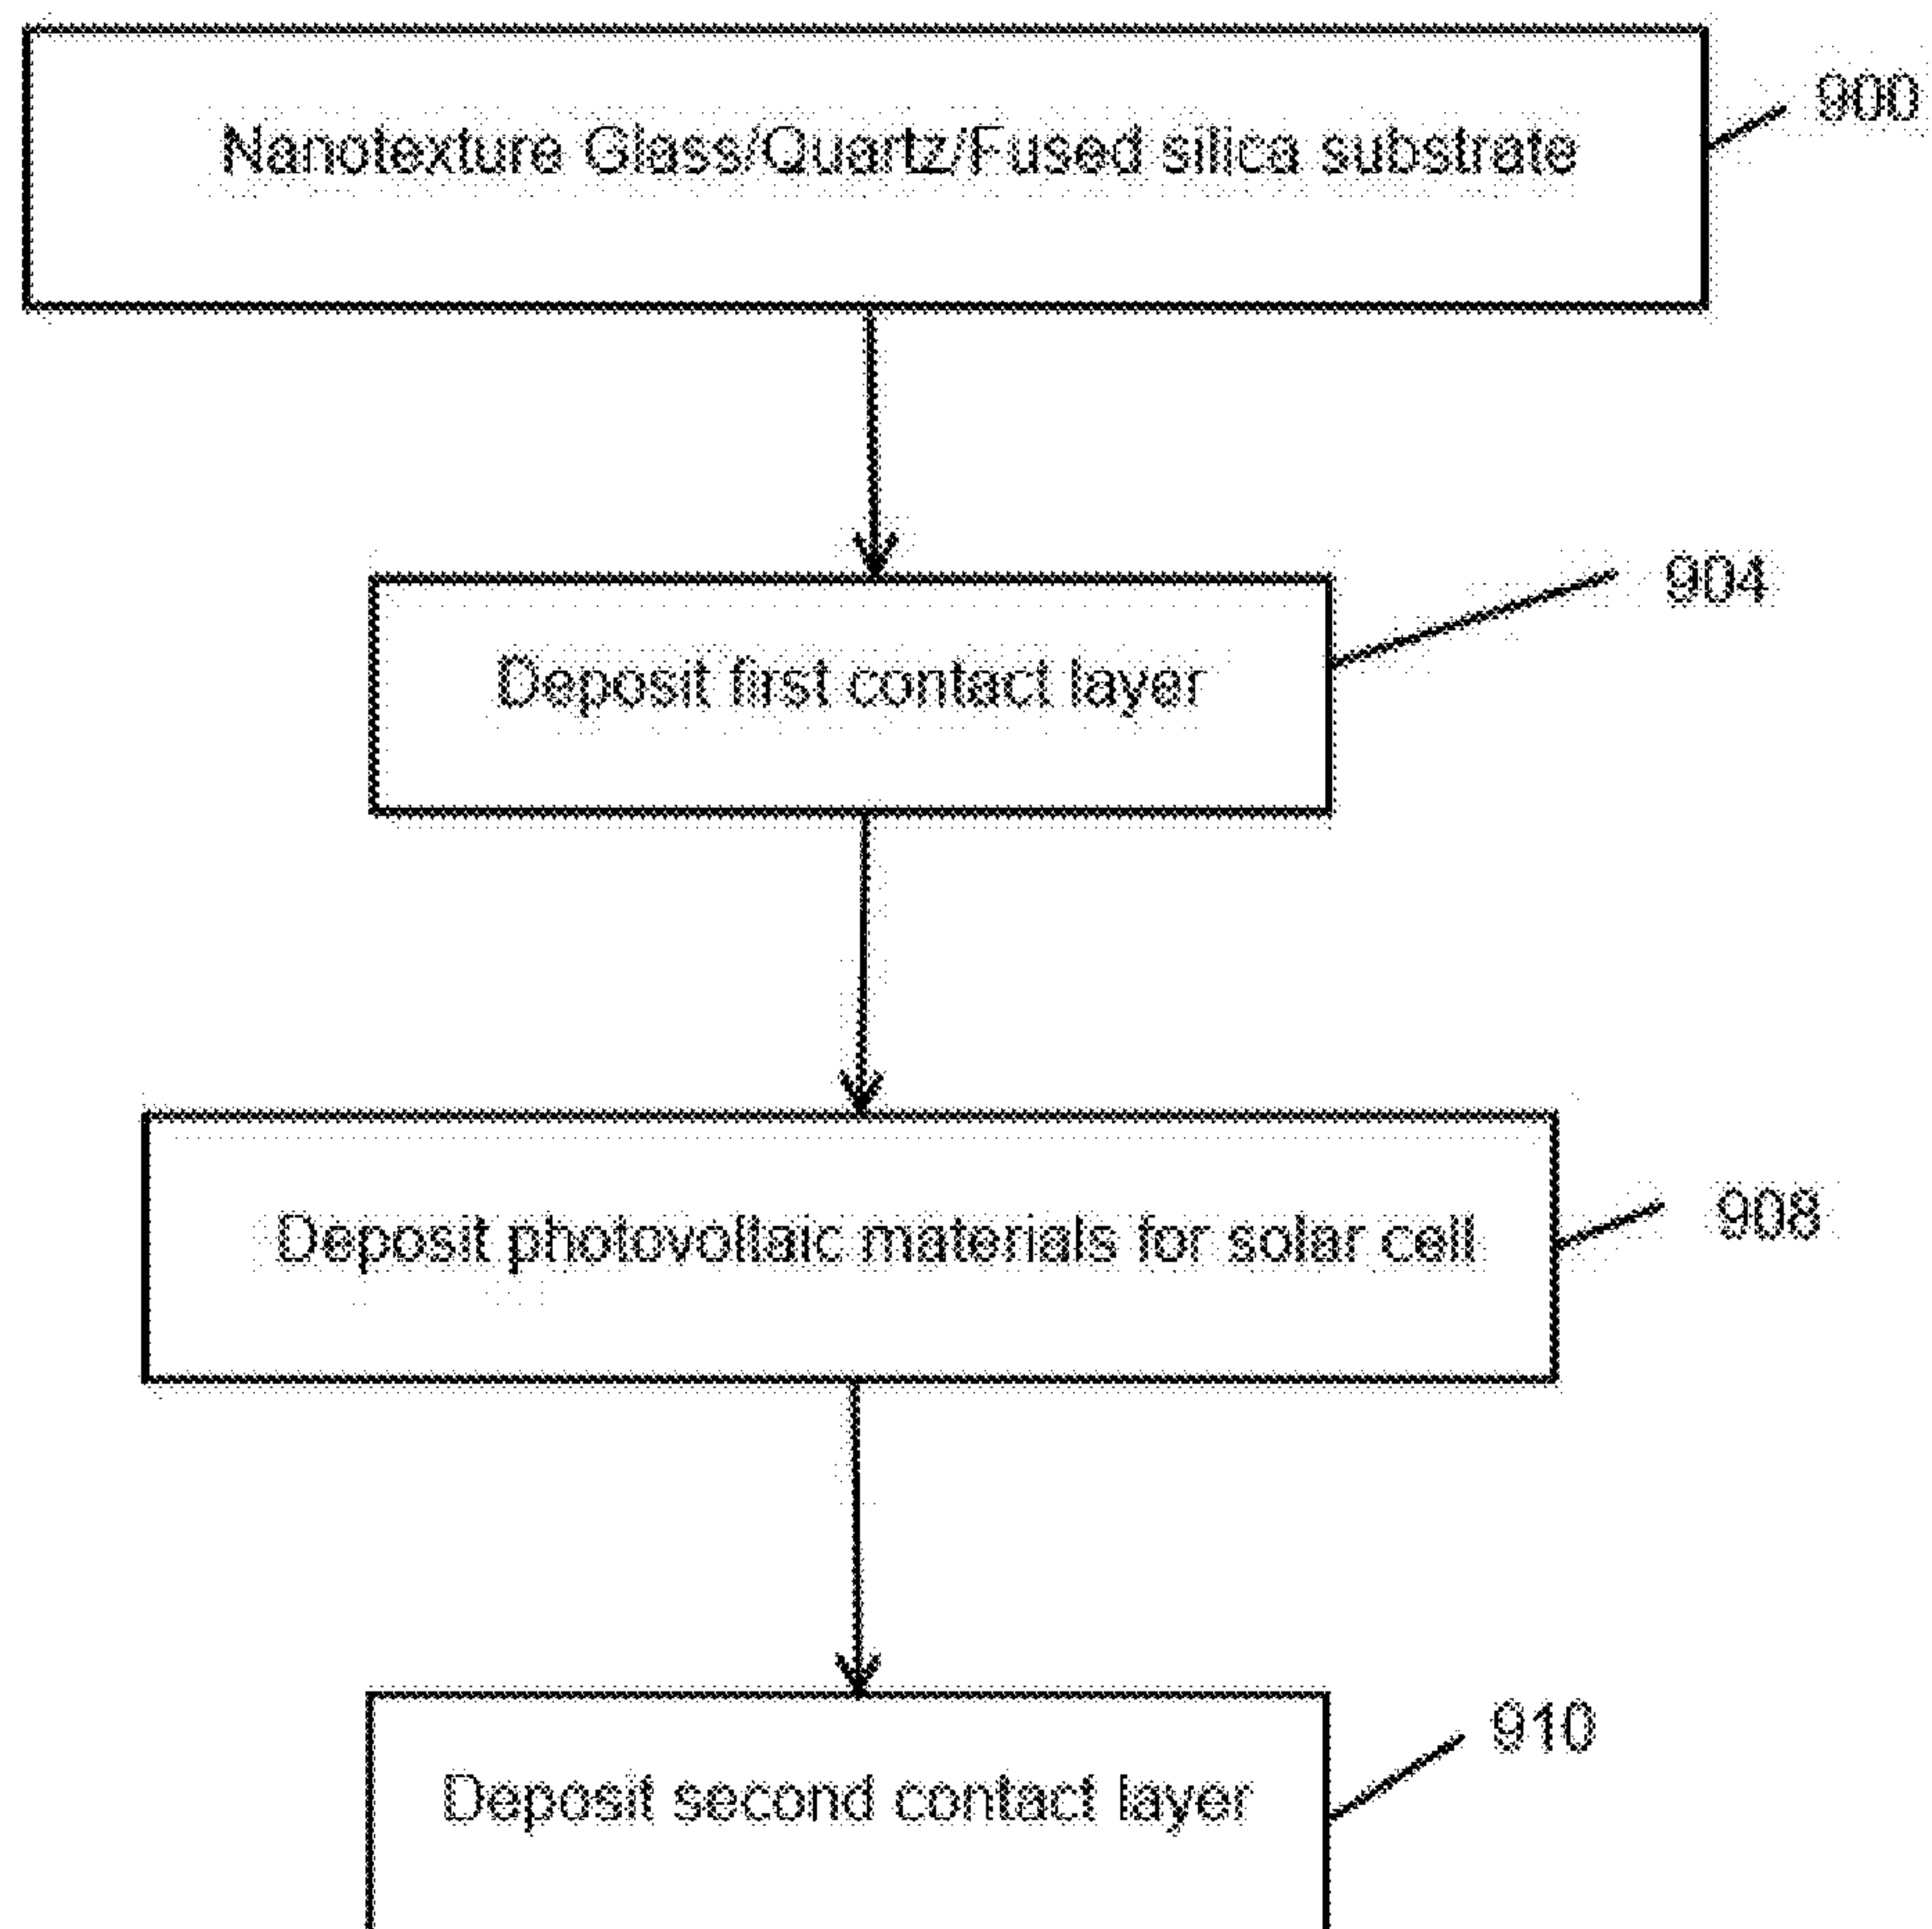 Nanotexture Glass/Quartz/Fused silica substrate
900
Deposit first contact layer
904
Deposit photovoltaic materials for solar cell
908
Deposit second contact layer
910